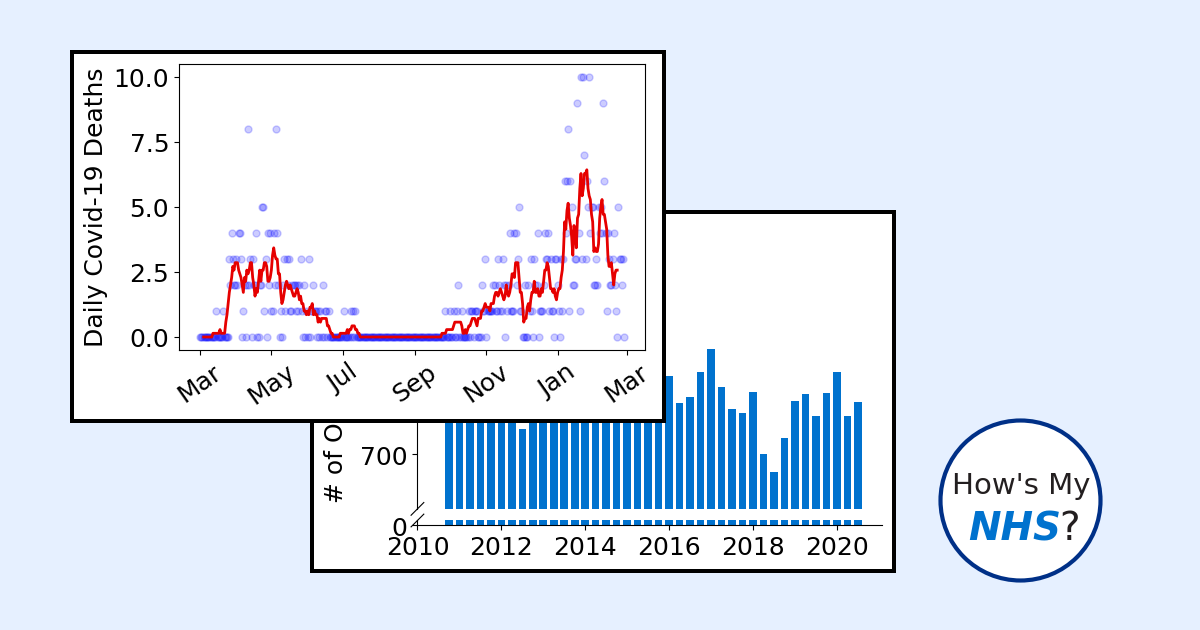 Daily Covid-19 Deaths
10.0
7.5
5.0
2.5
0.0
Mar May Jul Sep Nov Jan Mar
# of O
700
0
2010 2012 2014 2016 2018 2020
How's My
NHS?